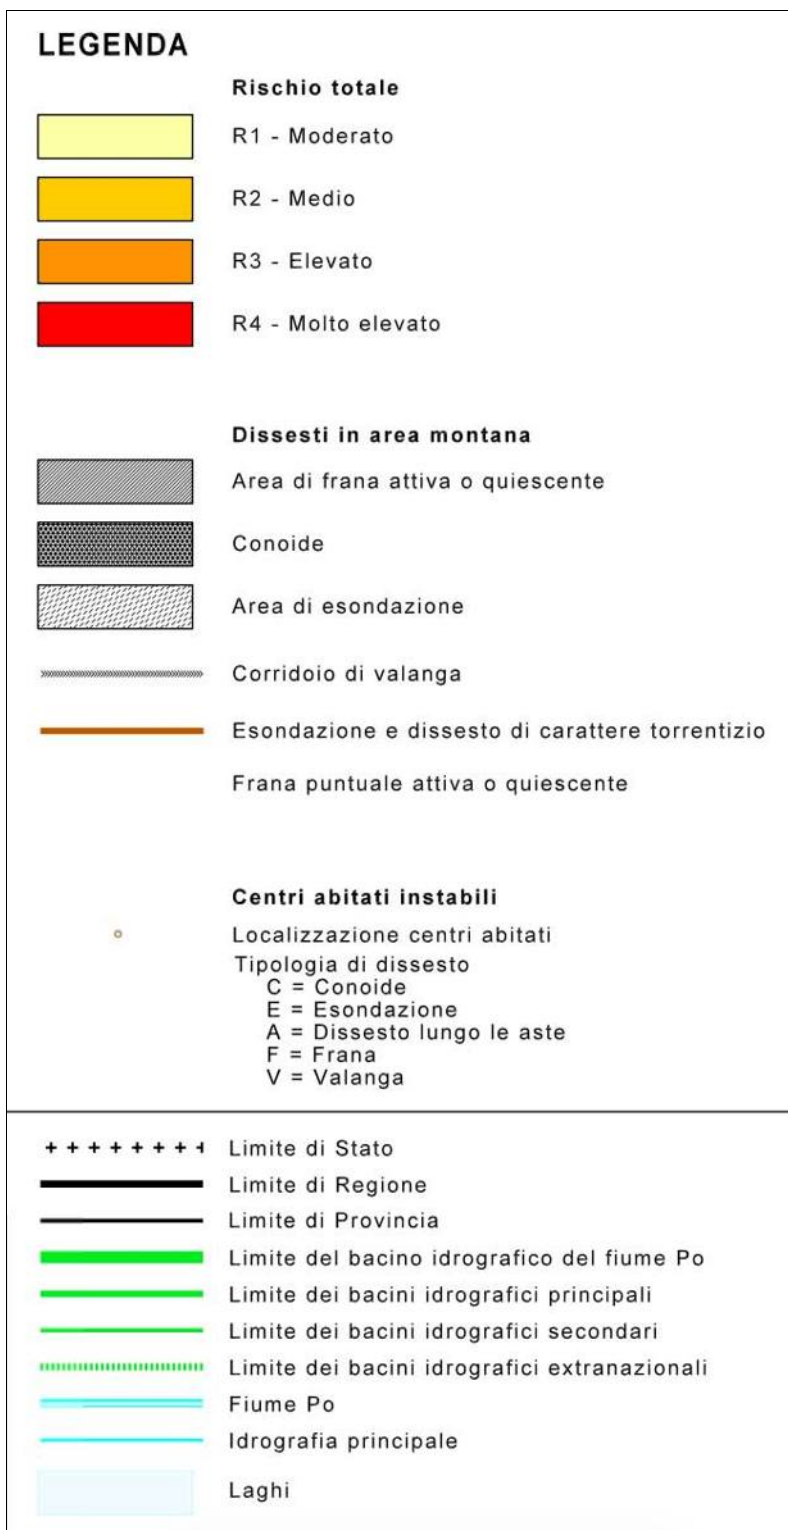 LEGENDA
Rischio totale
R1 - Moderato
R2 - Medio
R3 - Elevato
R4 - Molto elevato
Dissesti in area montana
Area di frana attiva o quiescente
Conoide
Area di esondazione
Corridoio di valanga
Esondazione e dissesto di carattere torrentizio
Frana puntuale attiva o quiescente
Centri abitati instabili
Localizzazione centri abitati
Tipologia di dissesto
C = Conoide
E = Esondazione
A = Dissesto lungo le aste
F = Frana
V = Valanga
Limite di Stato
Limite di Regione
Limite di Provincia
Limite del bacino idrografico del fiume Po
Limite dei bacini idrografici principali
Limite dei bacini idrografici secondari
Limite dei bacini idrografici extranazionali
Fiume Po
Idrografia principale
Laghi